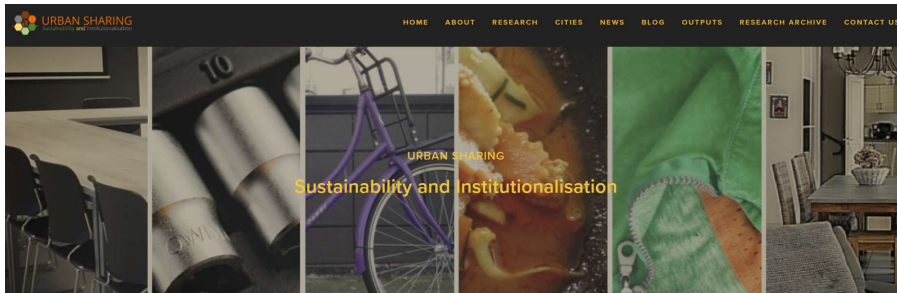 URBAN SHARING
Sustainability and Institutionalisation
HOME ABOUT RESEARCH CITIES NEWS BLOG OUTPUTS RESEARCH ARCHIVE CONTACT US
10
URBAN SHARING
Sustainability and Institutionalisation